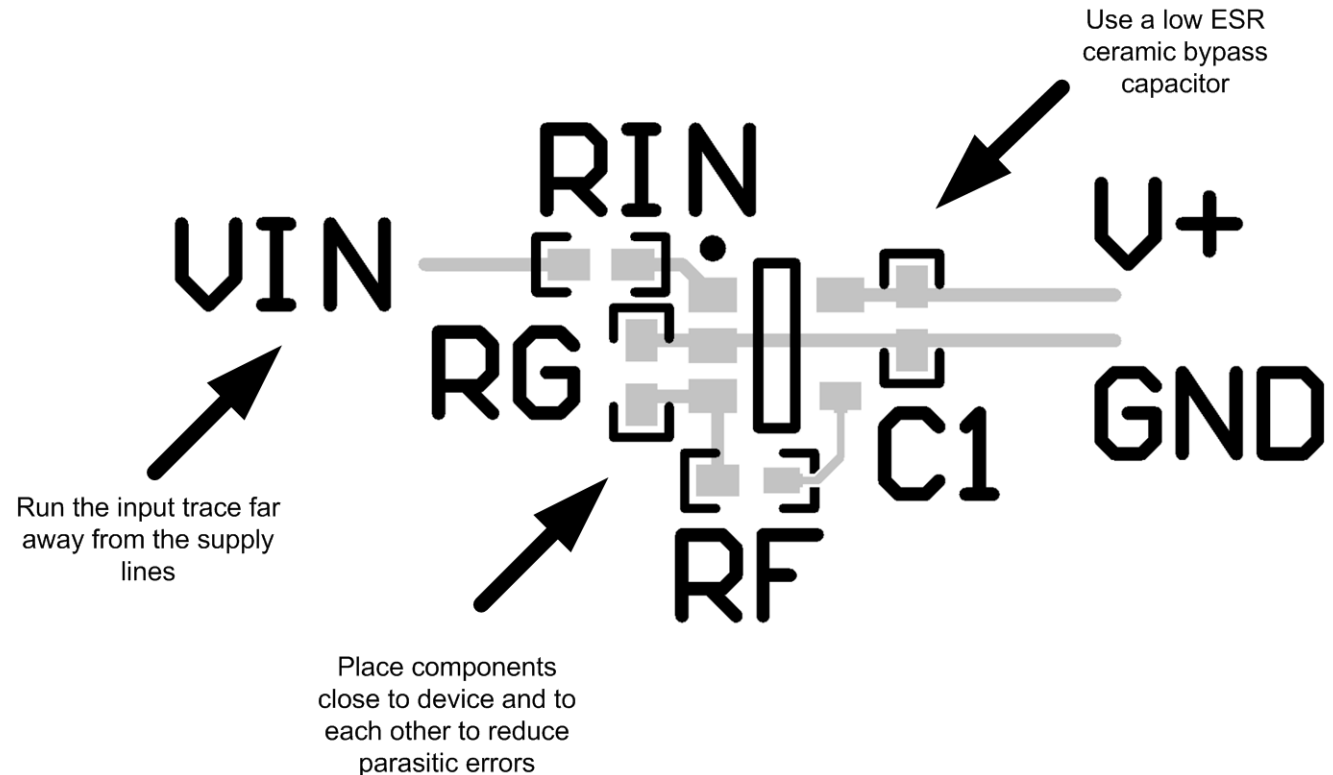 Use a low ESR
ceramic bypass
capacitor
RIN
V+
VIN
RG
GND
C1
Run the input trace far
away from the supply
lines
RF
Place components
close to device and to
each other to reduce
parasitic errors